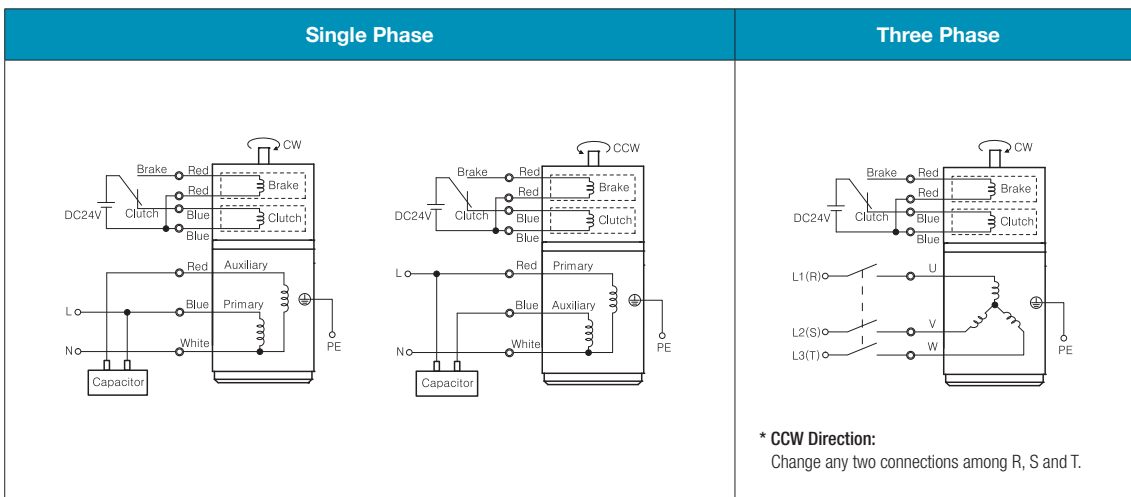 Single Phase
Three Phase
CW
Brake
Red
Red
Brake
DC24V
Clutch
Blue
Clutch
Blue
Red
Auxiliary
L
Blue
Primary
N
White
PE
Capacitor
CCW
Brake
Red
Red
Brake
DC24V
Clutch
Blue
Clutch
Blue
L
Red
Primary
Blue
Auxiliary
N
White
PE
Capacitor
CW
Brake
Red
Red
Brake
DC24V
Clutch
Blue
Clutch
Blue
L1(R)
U
L2(S)
V
L3(T)
W
PE
* CCW Direction:
Change any two connections among R, S and T.